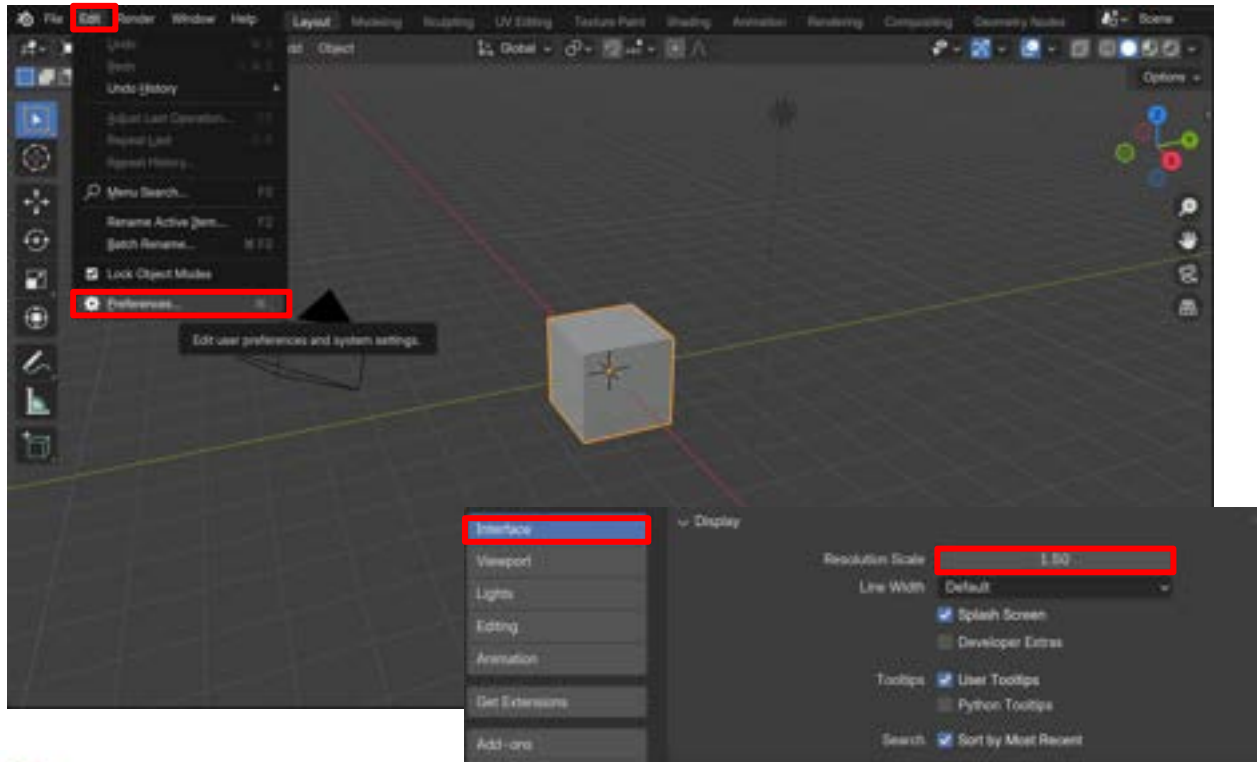 File Edit Render Window Help Layout Modeling Sculpting UV Editing Texture Paint Shading Animation Rendering Compositing Geometry Nodes Scene
Object Global
Options
Undo
Redo
Undo History
Adjust Last Operation...
Repeat Last
Repeat History...
Menu Search... F3
Rename Active Item... F2
Batch Rename... ⌘ F2
Lock Object Modes
Preferences...
Edit user preferences and system settings.
Interface
Display
Viewport
Resolution Scale 1.50
Lights
Line Width Default
Splash Screen
Editing
Developer Extras
Animation
Tooltips User Tooltips
Get Extensions
Python Tooltips
Add-ons
Search Sort by Most Recent